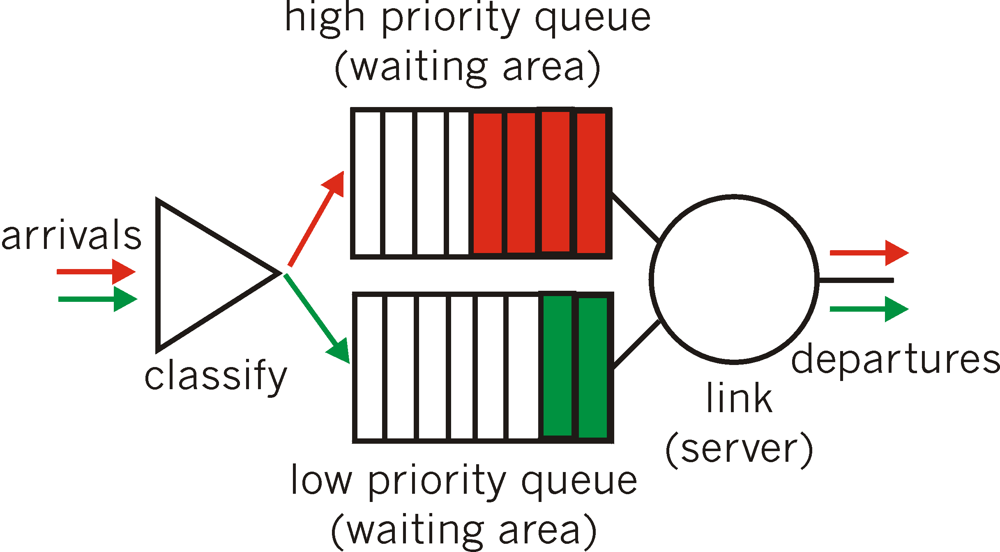 high priority queue
(waiting area)
arrivals
classify
departures
link
(server)
low priority queue
(waiting area)